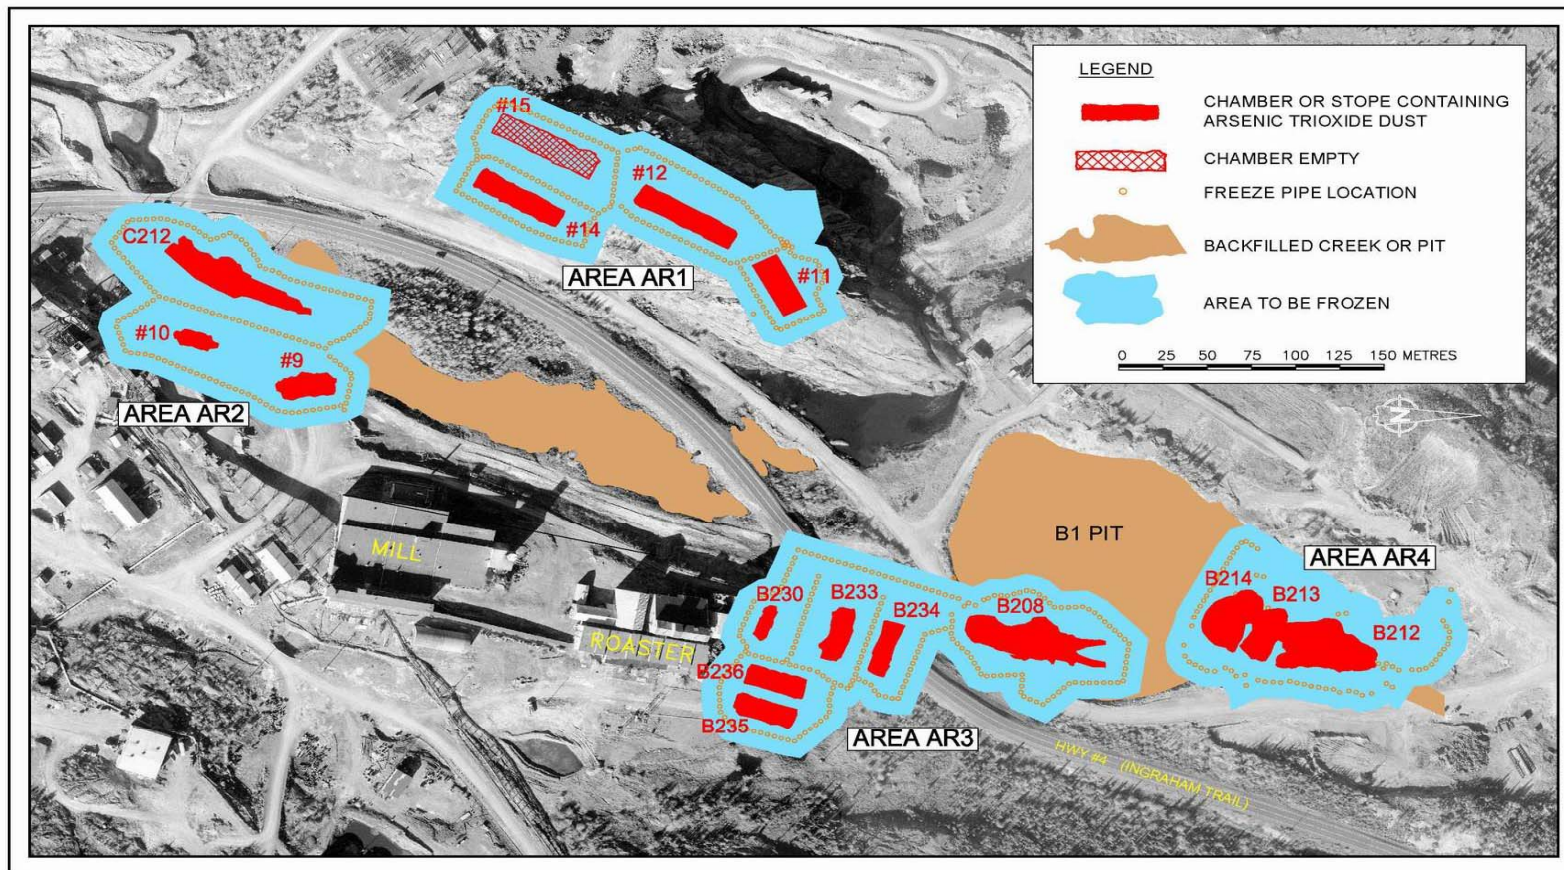 LEGEND
CHAMBER OR STOPE CONTAINING
ARSENIC TRIOXIDE DUST
CHAMBER EMPTY
FREEZE PIPE LOCATION
BACKFILLED CREEK OR PIT
AREA TO BE FROZEN
0 25 50 75 100 125 150 METRES
N
#15
#12
#14
#11
AREA AR1
C212
#10
#9
AREA AR2
MILL
ROASTER
B1 PIT
B230
B233
B234
B208
B236
B235
AREA AR3
B214
B213
B212
AREA AR4
HWY #4 (INGRAHAM TRAIL)